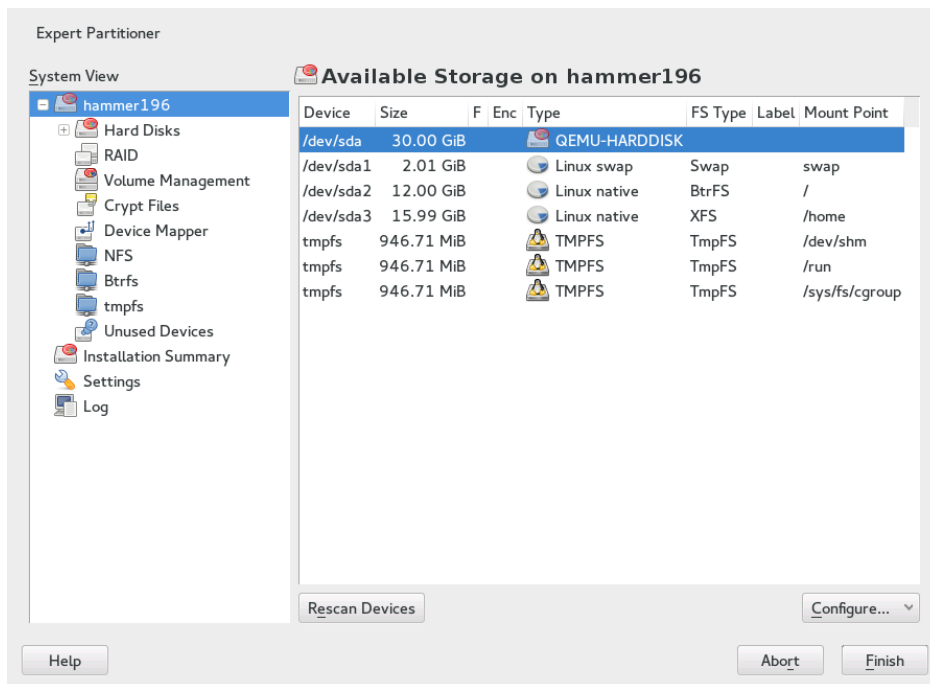 Expert Partitioner
System View
Available Storage on hammer196
hammer196
Hard Disks
RAID
Volume Management
Crypt Files
Device Mapper
NFS
Btrfs
tmpfs
Unused Devices
Installation Summary
Settings
Log
Device Size F Enc Type FS Type Label Mount Point
/dev/sda 30.00 GiB QEMU-HARDDISK
/dev/sda1 2.01 GiB Linux swap Swap swap
/dev/sda2 12.00 GiB Linux native BtrFS /
/dev/sda3 15.99 GiB Linux native XFS /home
tmpfs 946.71 MiB TMPFS TmpFS /dev/shm
tmpfs 946.71 MiB TMPFS TmpFS /run
tmpfs 946.71 MiB TMPFS TmpFS /sys/fs/cgroup
Rescan Devices Configure...
Help Abort Finish